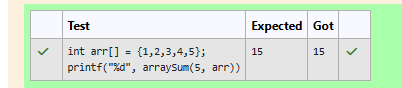 Test Expected Got
int arr[] = {1,2,3,4,5}; 15 15
printf("%d", arraySum(5, arr))